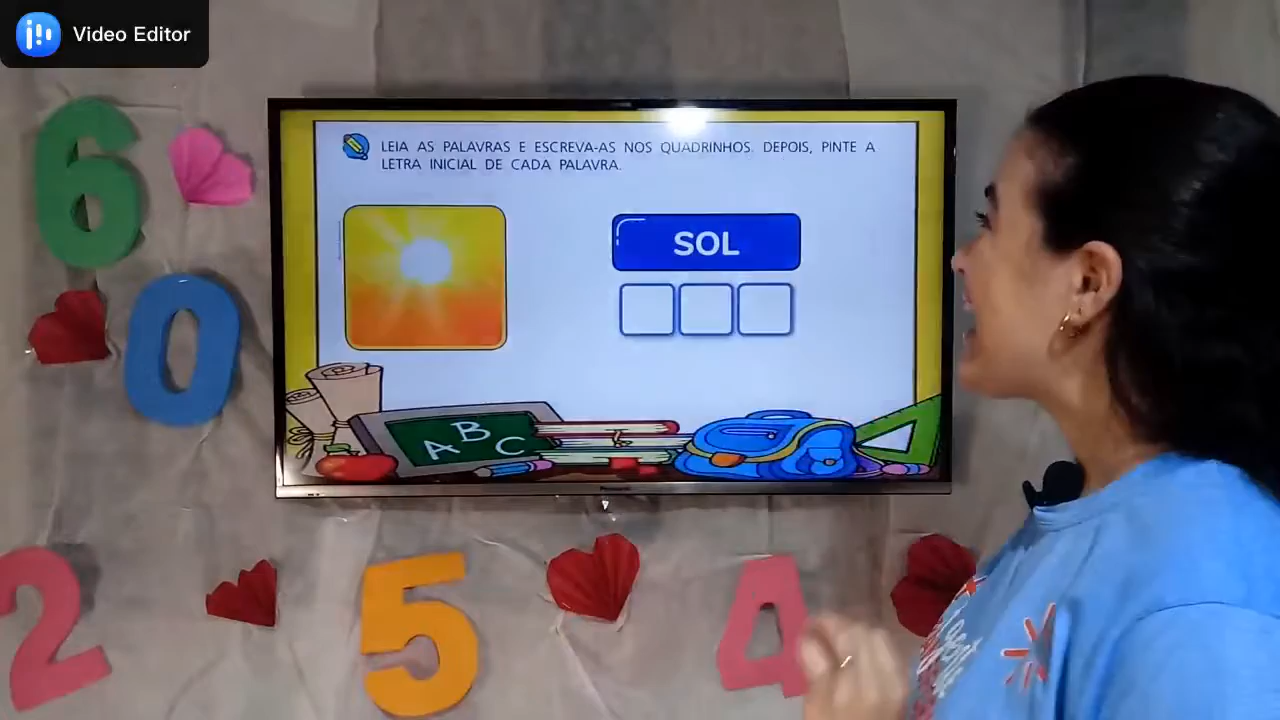 Video Editor
6
0
LEIA AS PALAVRAS E ESCREVA-AS NOS QUADRINHOS. DEPOIS, PINTE A
LETRA INICIAL DE CADA PALAVRA.
SOL
A B C
2
5
4